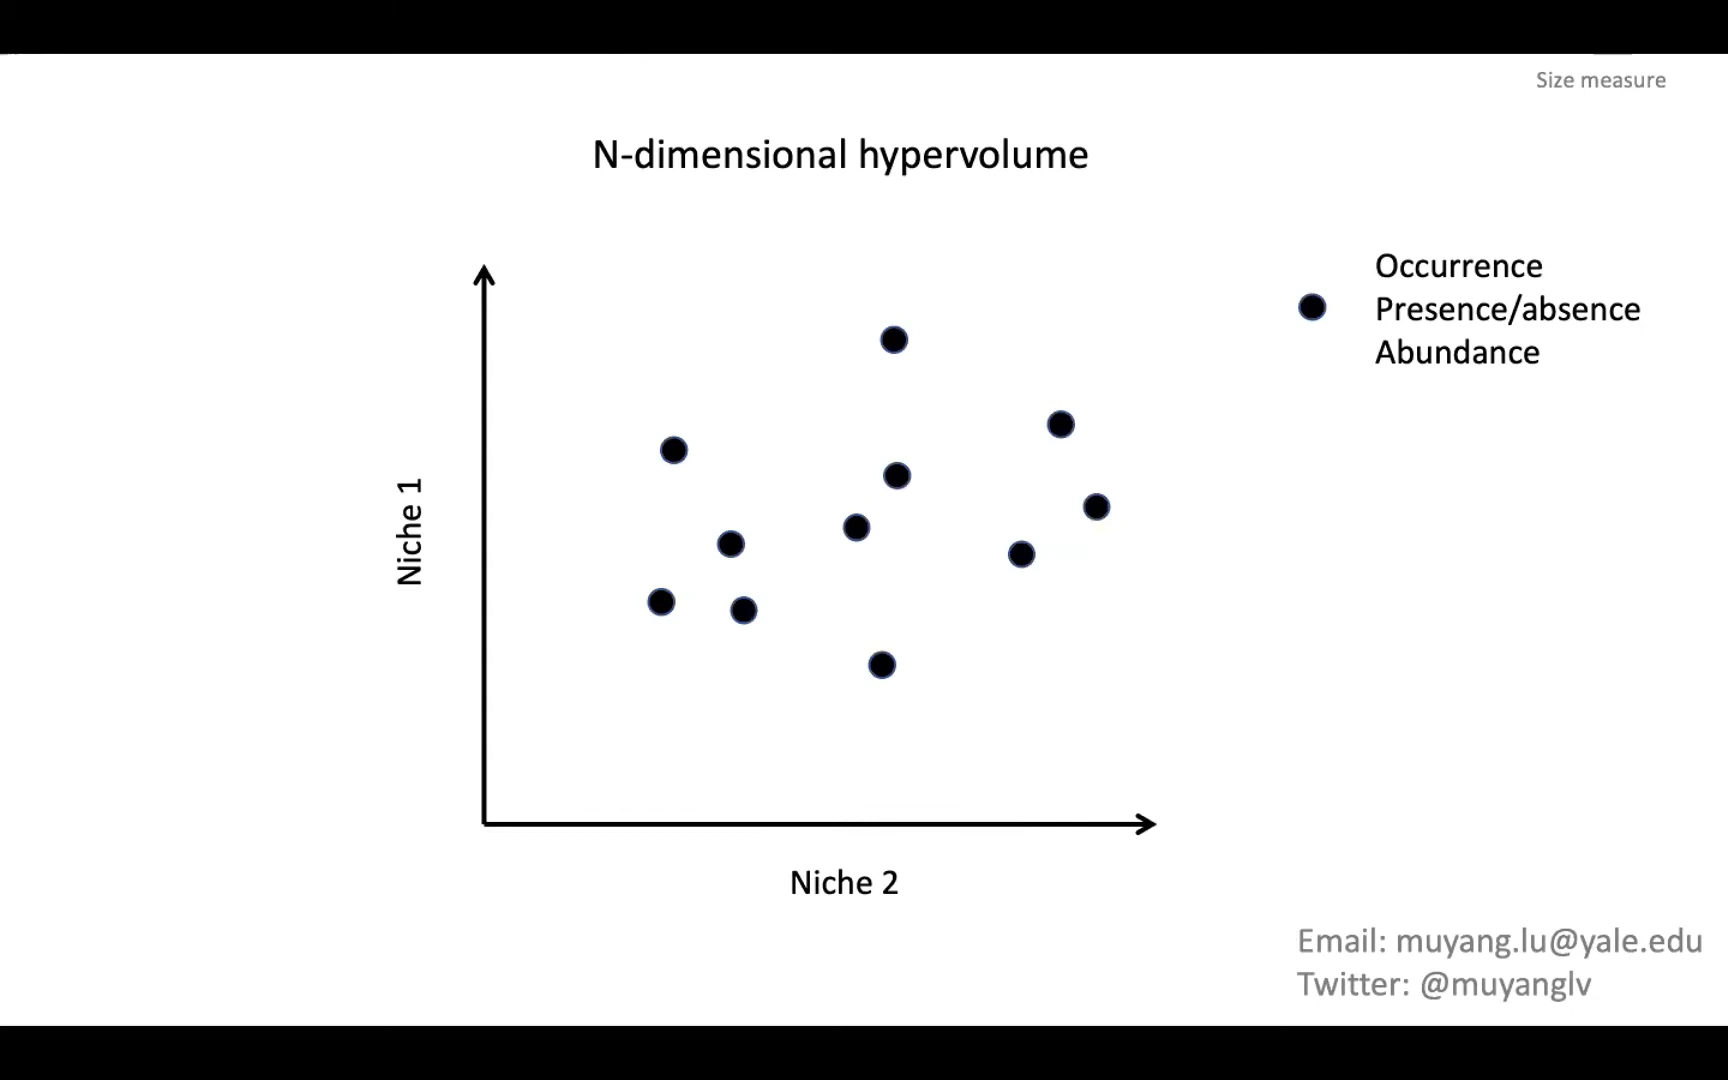 Size measure
N-dimensional hypervolume
Occurrence
Presence/absence
Abundance
Niche 1
Niche 2
Email: muyang.lu@yale.edu
Twitter: @muyanglv